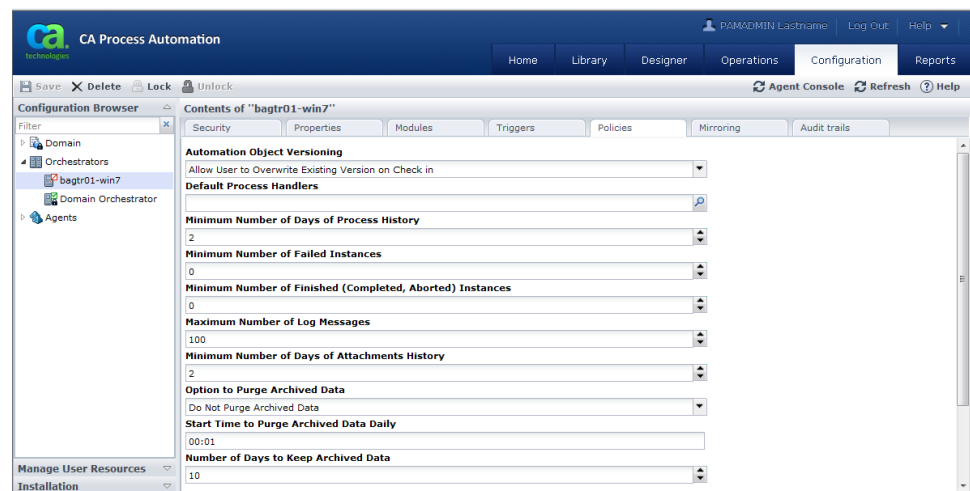 PAMADMIN Lastname Log Out Help
ca
technologies
CA Process Automation
Home Library Designer Operations Configuration Reports
Save Delete Lock Unlock Agent Console Refresh Help
Configuration Browser
Filter
Domain
Orchestrators
bagtr01-win7
Domain Orchestrator
Agents
Manage User Resources
Installation
Contents of "bagtr01-win7"
Security Properties Modules Triggers Policies Mirroring Audit trails
Automation Object Versioning
Allow User to Overwrite Existing Version on Check in
Default Process Handlers
Minimum Number of Days of Process History
2
Minimum Number of Failed Instances
0
Minimum Number of Finished (Completed, Aborted) Instances
0
Maximum Number of Log Messages
100
Minimum Number of Days of Attachments History
2
Option to Purge Archived Data
Do Not Purge Archived Data
Start Time to Purge Archived Data Daily
00:01
Number of Days to Keep Archived Data
10